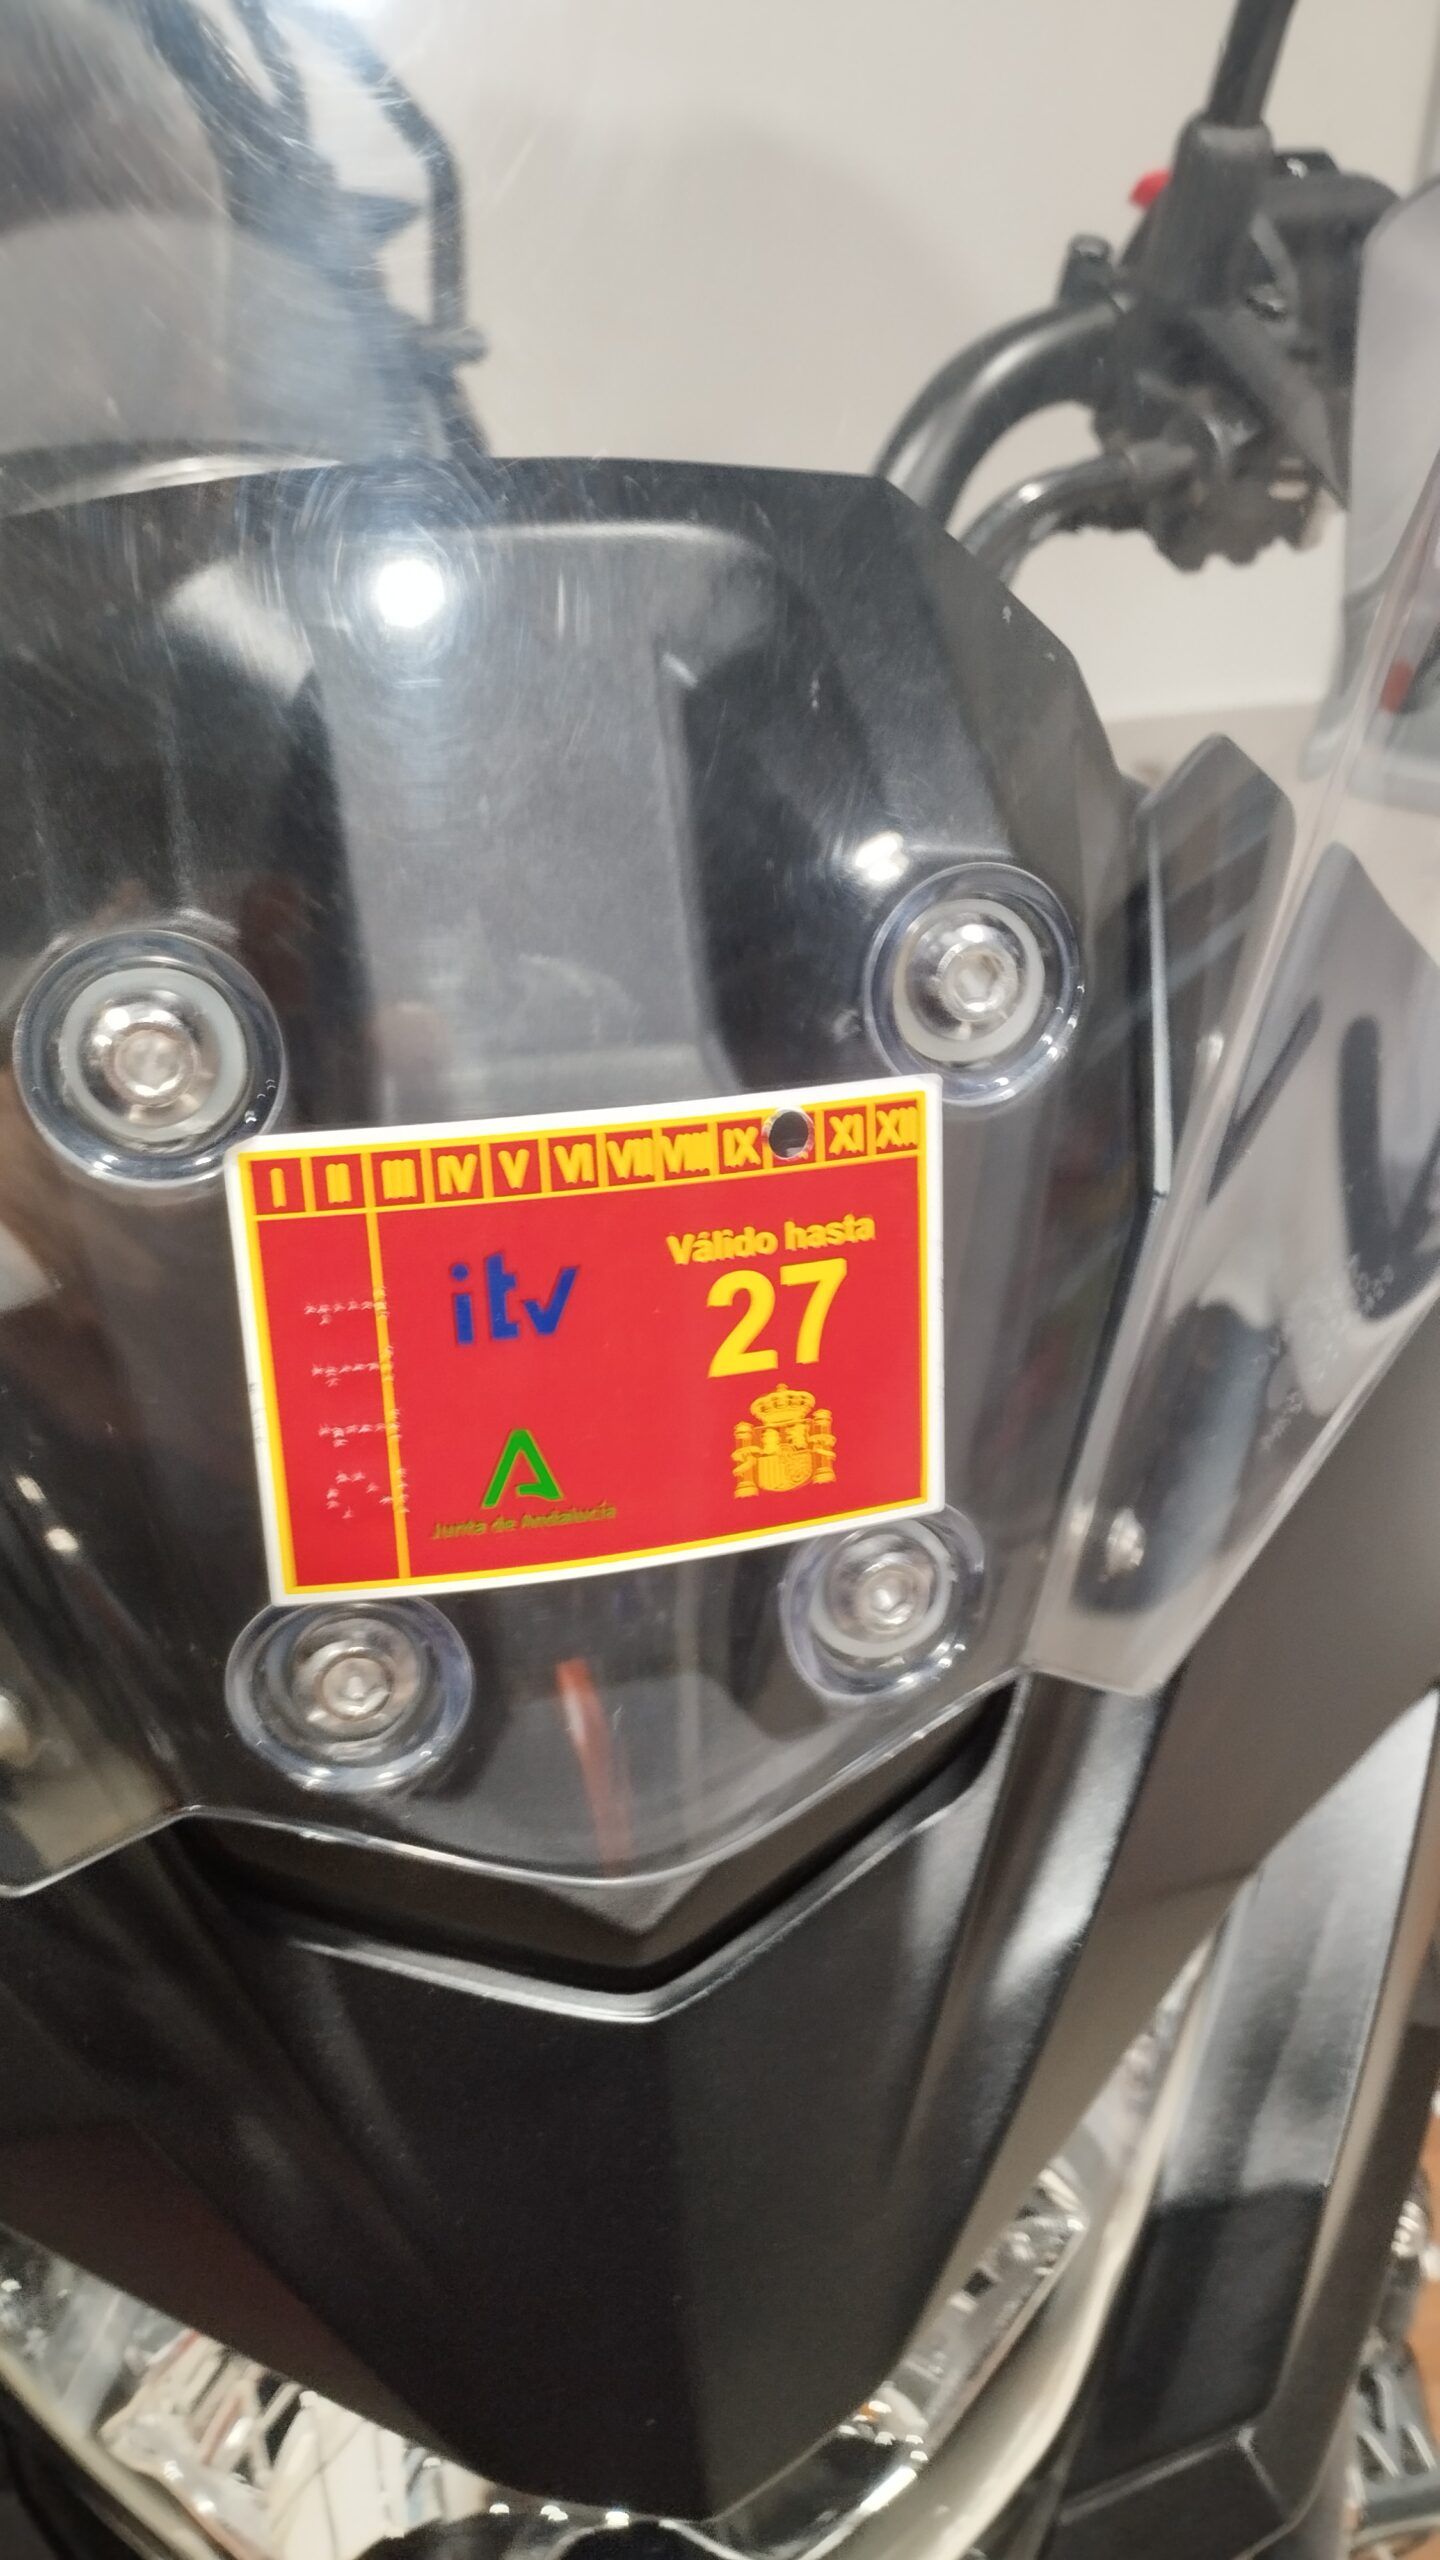 I II III IV V VI VII VIII IX XI XII
itv
Válido hasta
27
Junta de Andalucía